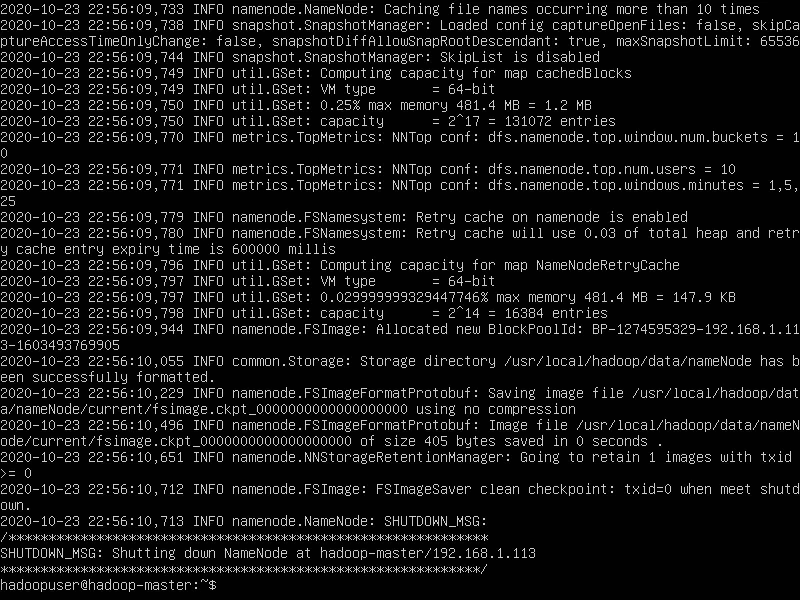 2020-10-23 22:56:09,733 INFO namenode.NameNode: Caching file names occurring more than 10 times
2020-10-23 22:56:09,738 INFO snapshot.SnapshotManager: Loaded config captureOpenFiles: false, skipCa
ptureAccessTimeOnlyChange: false, snapshotDiffAllowSnapRootDescendant: true, maxSnapshotLimit: 65536
2020-10-23 22:56:09,744 INFO snapshot.SnapshotManager: SkipList is disabled
2020-10-23 22:56:09,749 INFO util.GSet: Computing capacity for map cachedBlocks
2020-10-23 22:56:09,749 INFO util.GSet: VM type       = 64-bit
2020-10-23 22:56:09,750 INFO util.GSet: 0.25% max memory 481.4 MB = 1.2 MB
2020-10-23 22:56:09,750 INFO util.GSet: capacity      = 2^17 = 131072 entries
2020-10-23 22:56:09,770 INFO metrics.TopMetrics: NNTop conf: dfs.namenode.top.window.num.buckets = 1
0
2020-10-23 22:56:09,771 INFO metrics.TopMetrics: NNTop conf: dfs.namenode.top.num.users = 10
2020-10-23 22:56:09,771 INFO metrics.TopMetrics: NNTop conf: dfs.namenode.top.windows.minutes = 1,5,
25
2020-10-23 22:56:09,779 INFO namenode.FSNamesystem: Retry cache on namenode is enabled
2020-10-23 22:56:09,780 INFO namenode.FSNamesystem: Retry cache will use 0.03 of total heap and retr
y cache entry expiry time is 600000 millis
2020-10-23 22:56:09,796 INFO util.GSet: Computing capacity for map NameNodeRetryCache
2020-10-23 22:56:09,797 INFO util.GSet: VM type       = 64-bit
2020-10-23 22:56:09,797 INFO util.GSet: 0.029999999329447746% max memory 481.4 MB = 147.9 KB
2020-10-23 22:56:09,798 INFO util.GSet: capacity      = 2^14 = 16384 entries
2020-10-23 22:56:09,944 INFO namenode.FSImage: Allocated new BlockPoolId: BP-1274595329-192.168.1.11
3-1603493769905
2020-10-23 22:56:10,055 INFO common.Storage: Storage directory /usr/local/hadoop/data/nameNode has b
een successfully formatted.
2020-10-23 22:56:10,229 INFO namenode.FSImageFormatProtobuf: Saving image file /usr/local/hadoop/dat
a/nameNode/current/fsimage.ckpt_0000000000000000000 using no compression
2020-10-23 22:56:10,496 INFO namenode.FSImageFormatProtobuf: Image file /usr/local/hadoop/data/nameN
ode/current/fsimage.ckpt_0000000000000000000 of size 405 bytes saved in 0 seconds .
2020-10-23 22:56:10,651 INFO namenode.NNStorageRetentionManager: Going to retain 1 images with txid
>= 0
2020-10-23 22:56:10,712 INFO namenode.FSImage: FSImageSaver clean checkpoint: txid=0 when meet shutd
own.
2020-10-23 22:56:10,713 INFO namenode.NameNode: SHUTDOWN_MSG:
/************************************************************
SHUTDOWN_MSG: Shutting down NameNode at hadoop-master/192.168.1.113
************************************************************/
hadoopuser@hadoop-master:~$